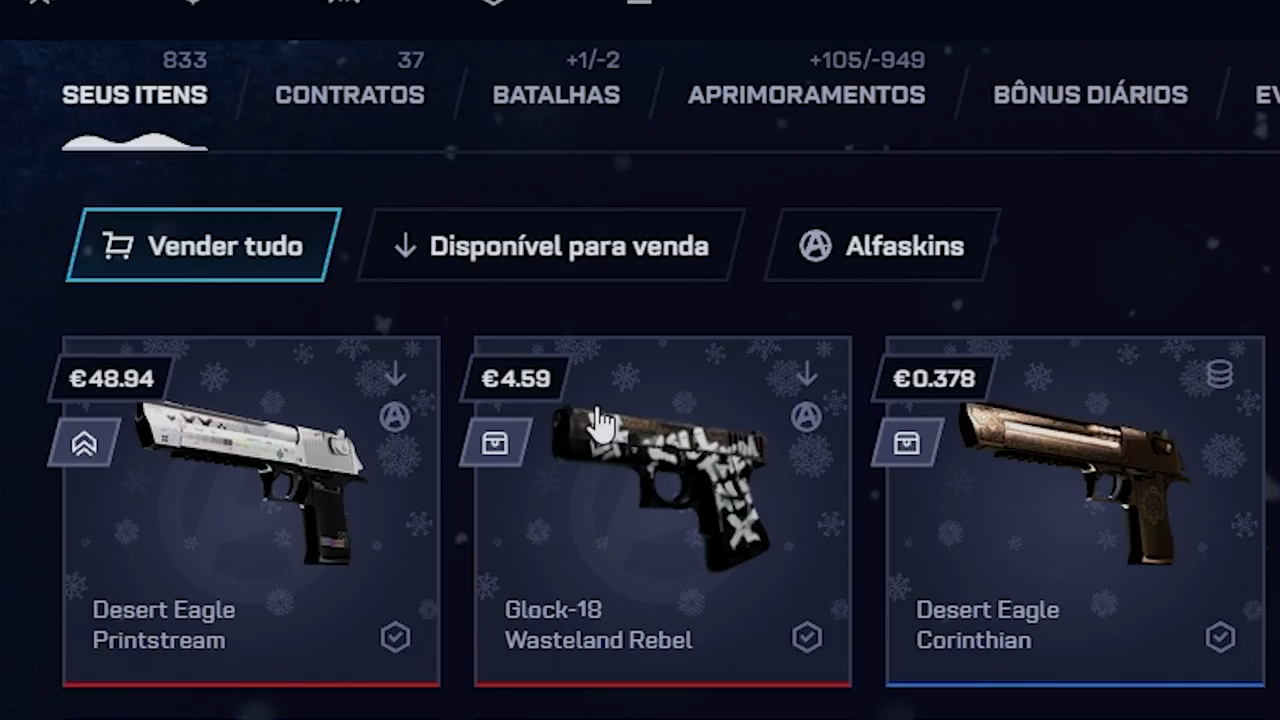 833
37
+1/-2
+105/-949
SEUS ITENS
CONTRATOS
BATALHAS
APRIMORAMENTOS
BÔNUS DIÁRIOS
EV
Vender tudo
Disponível para venda
Alfaskins
€48.94
€4.59
€0.378
Desert Eagle
Printstream
Glock-18
Wasteland Rebel
Desert Eagle
Corinthian